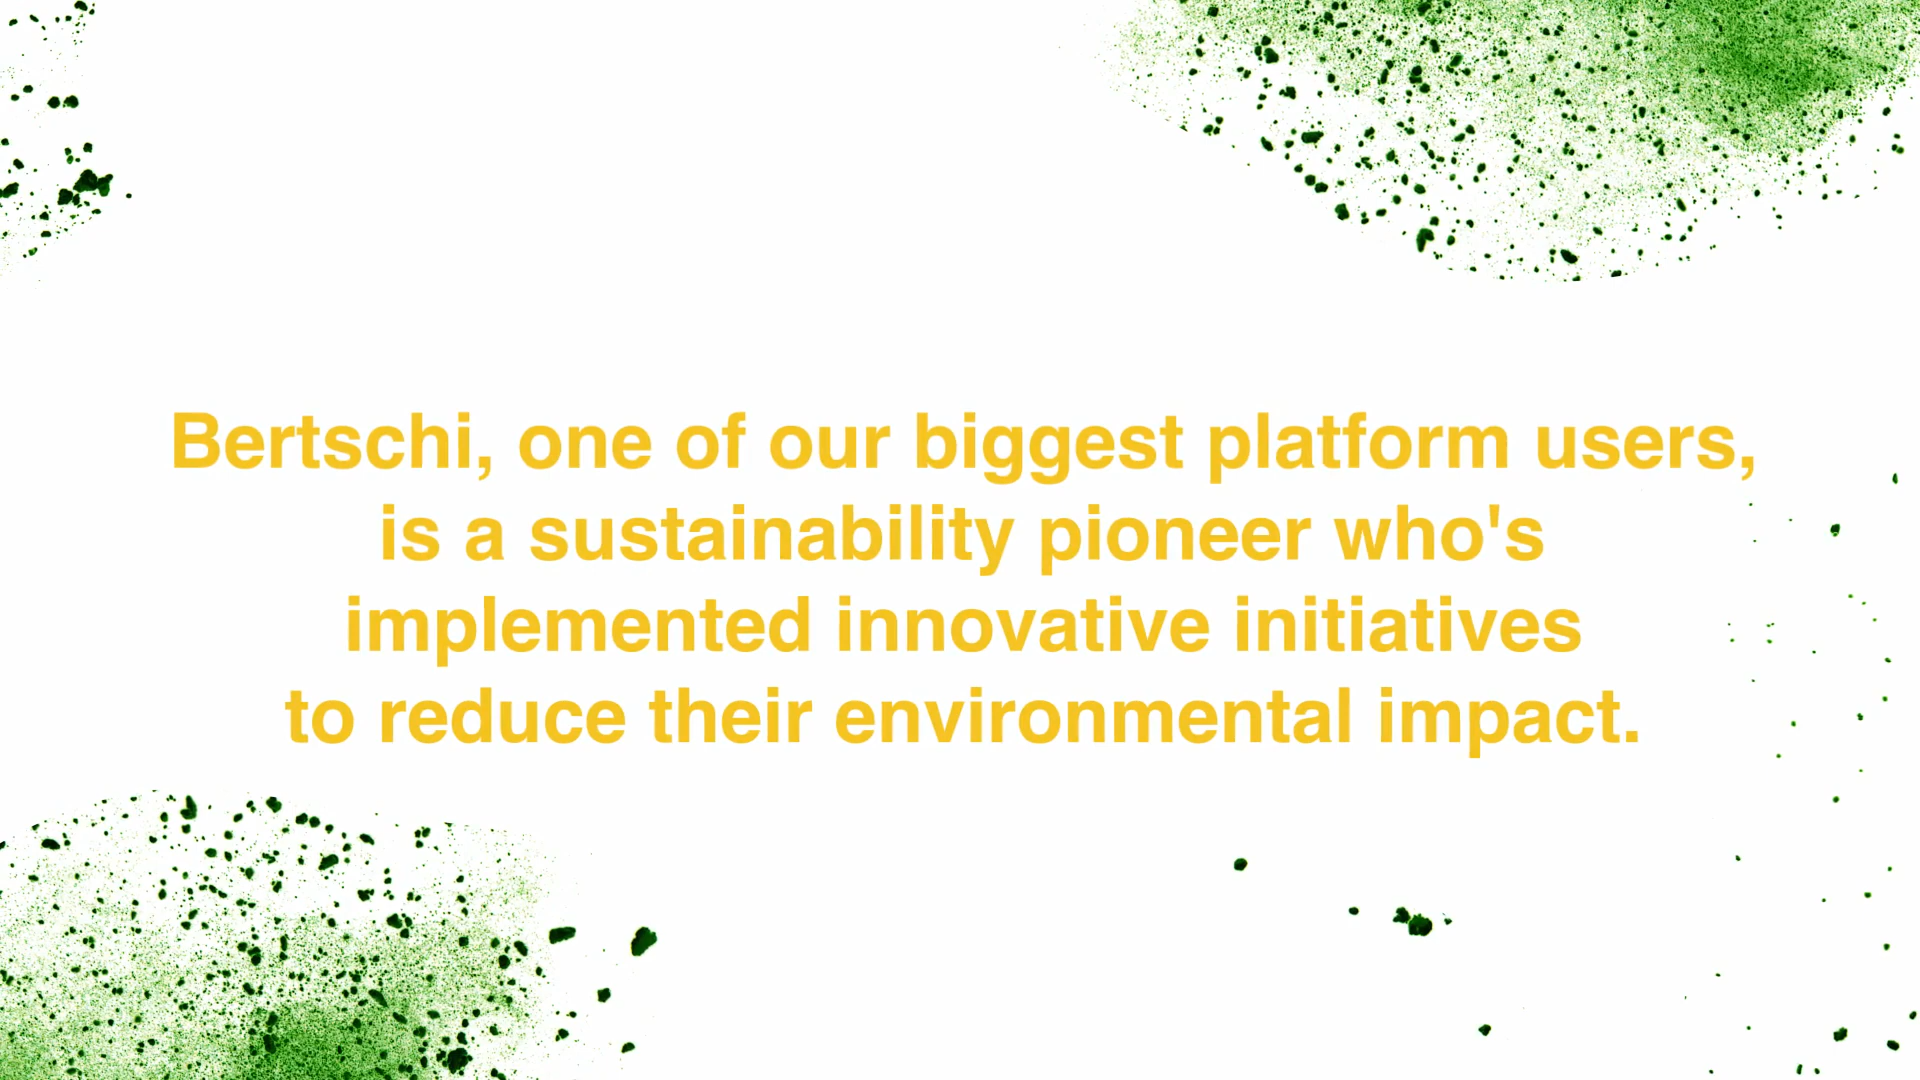 Bertschi, one of our biggest platform users,
is a sustainability pioneer who's
implemented innovative initiatives
to reduce their environmental impact.